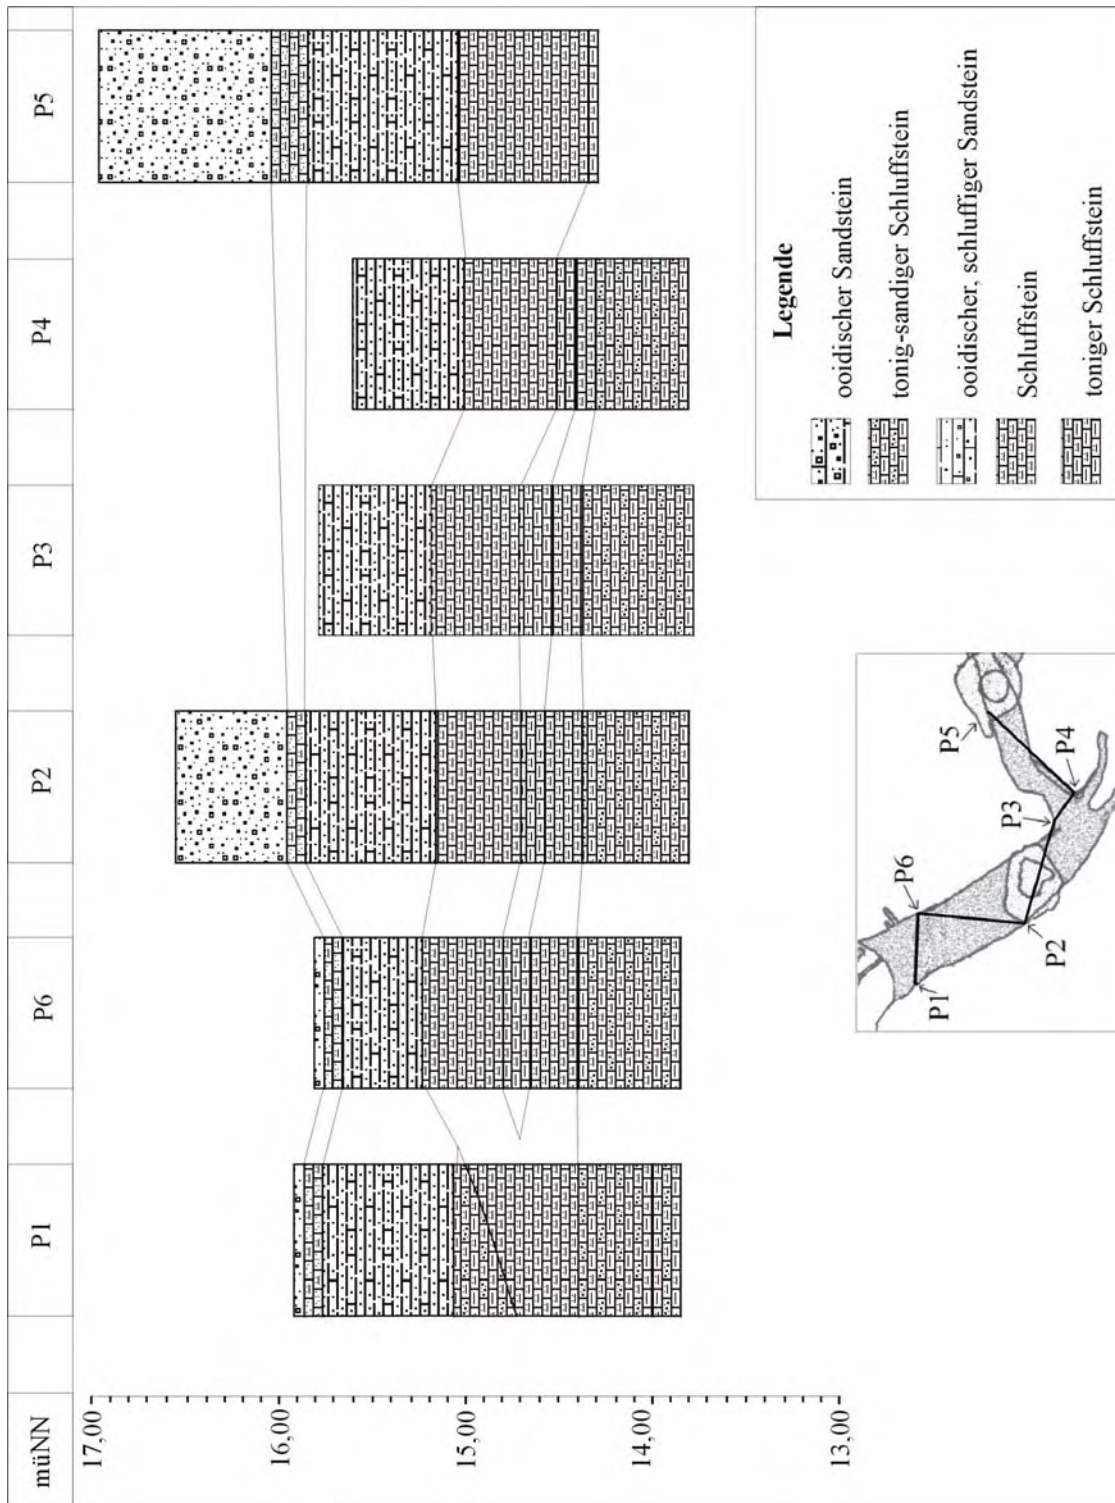 müNN
P1
P6
P2
P3
P4
P5
17,00
16,00
15,00
14,00
13,00
P1
P6
P2
P3
P4
P5
Legende
ooidischer Sandstein
tonig-sandiger Schluffstein
ooidischer, schluffiger Sandstein
Schluffstein
toniger Schluffstein